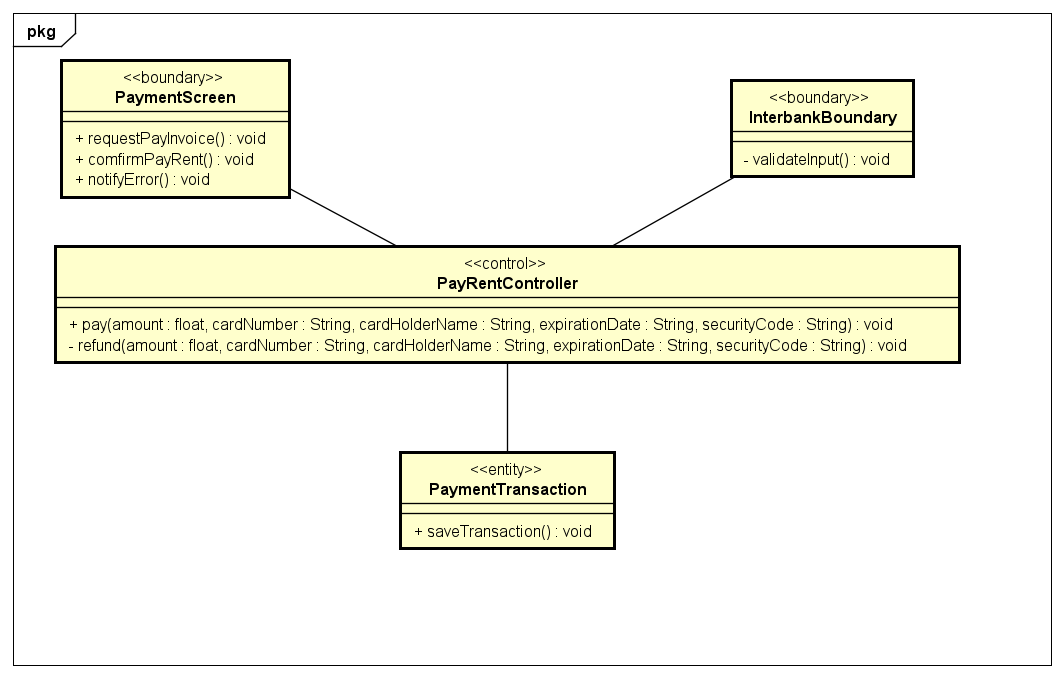 pkg
<<boundary>>
PaymentScreen
+ requestPayInvoice() : void
+ comfirmPayRent() : void
+ notifyError() : void
<<boundary>>
InterbankBoundary
- validateInput() : void
<<control>>
PayRentController
+ pay(amount : float, cardNumber : String, cardHolderName : String, expirationDate : String, securityCode : String) : void
- refund(amount : float, cardNumber : String, cardHolderName : String, expirationDate : String, securityCode : String) : void
<<entity>>
PaymentTransaction
+ saveTransaction() : void